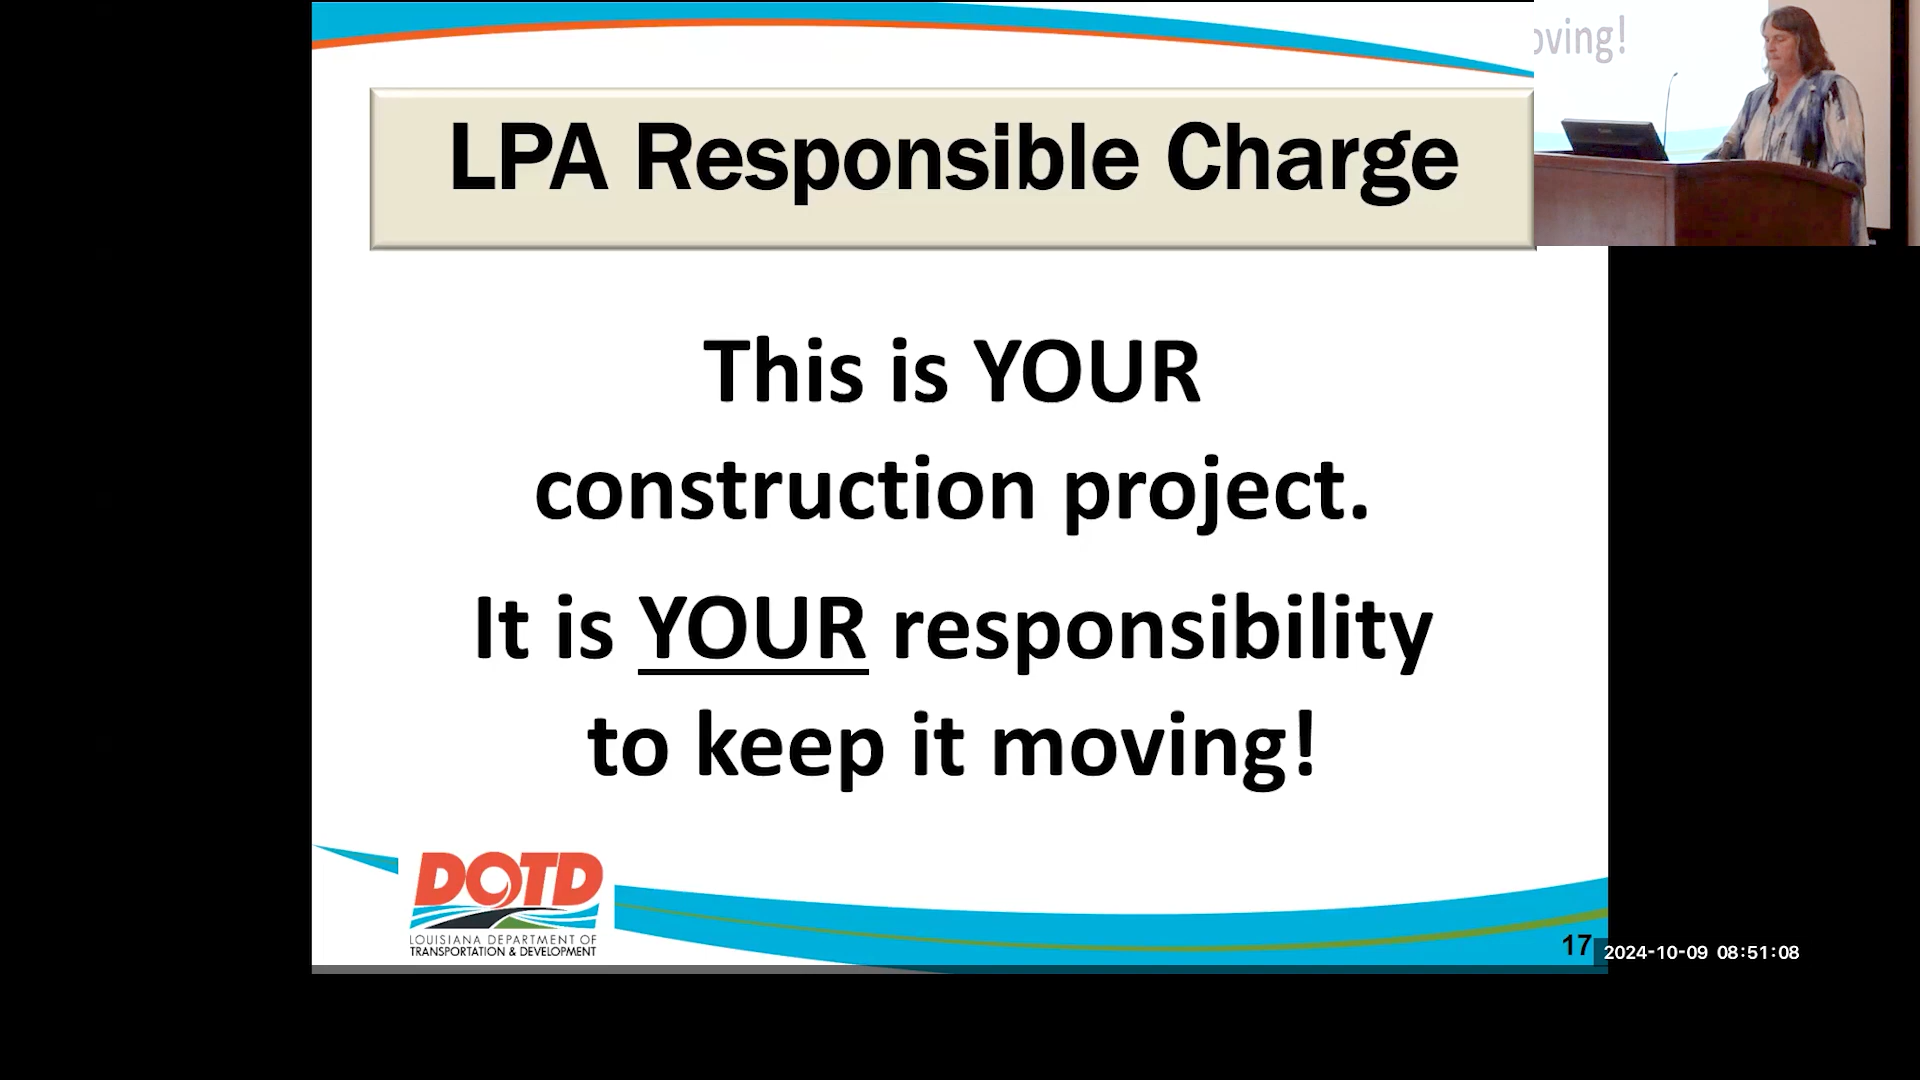 oving!
LPA Responsible Charge
This is YOUR
construction project.
It is YOUR responsibility
to keep it moving!
DOTD
LOUISIANA DEPARTMENT OF
TRANSPORTATION & DEVELOPMENT
17
2024-10-09 08:51:08